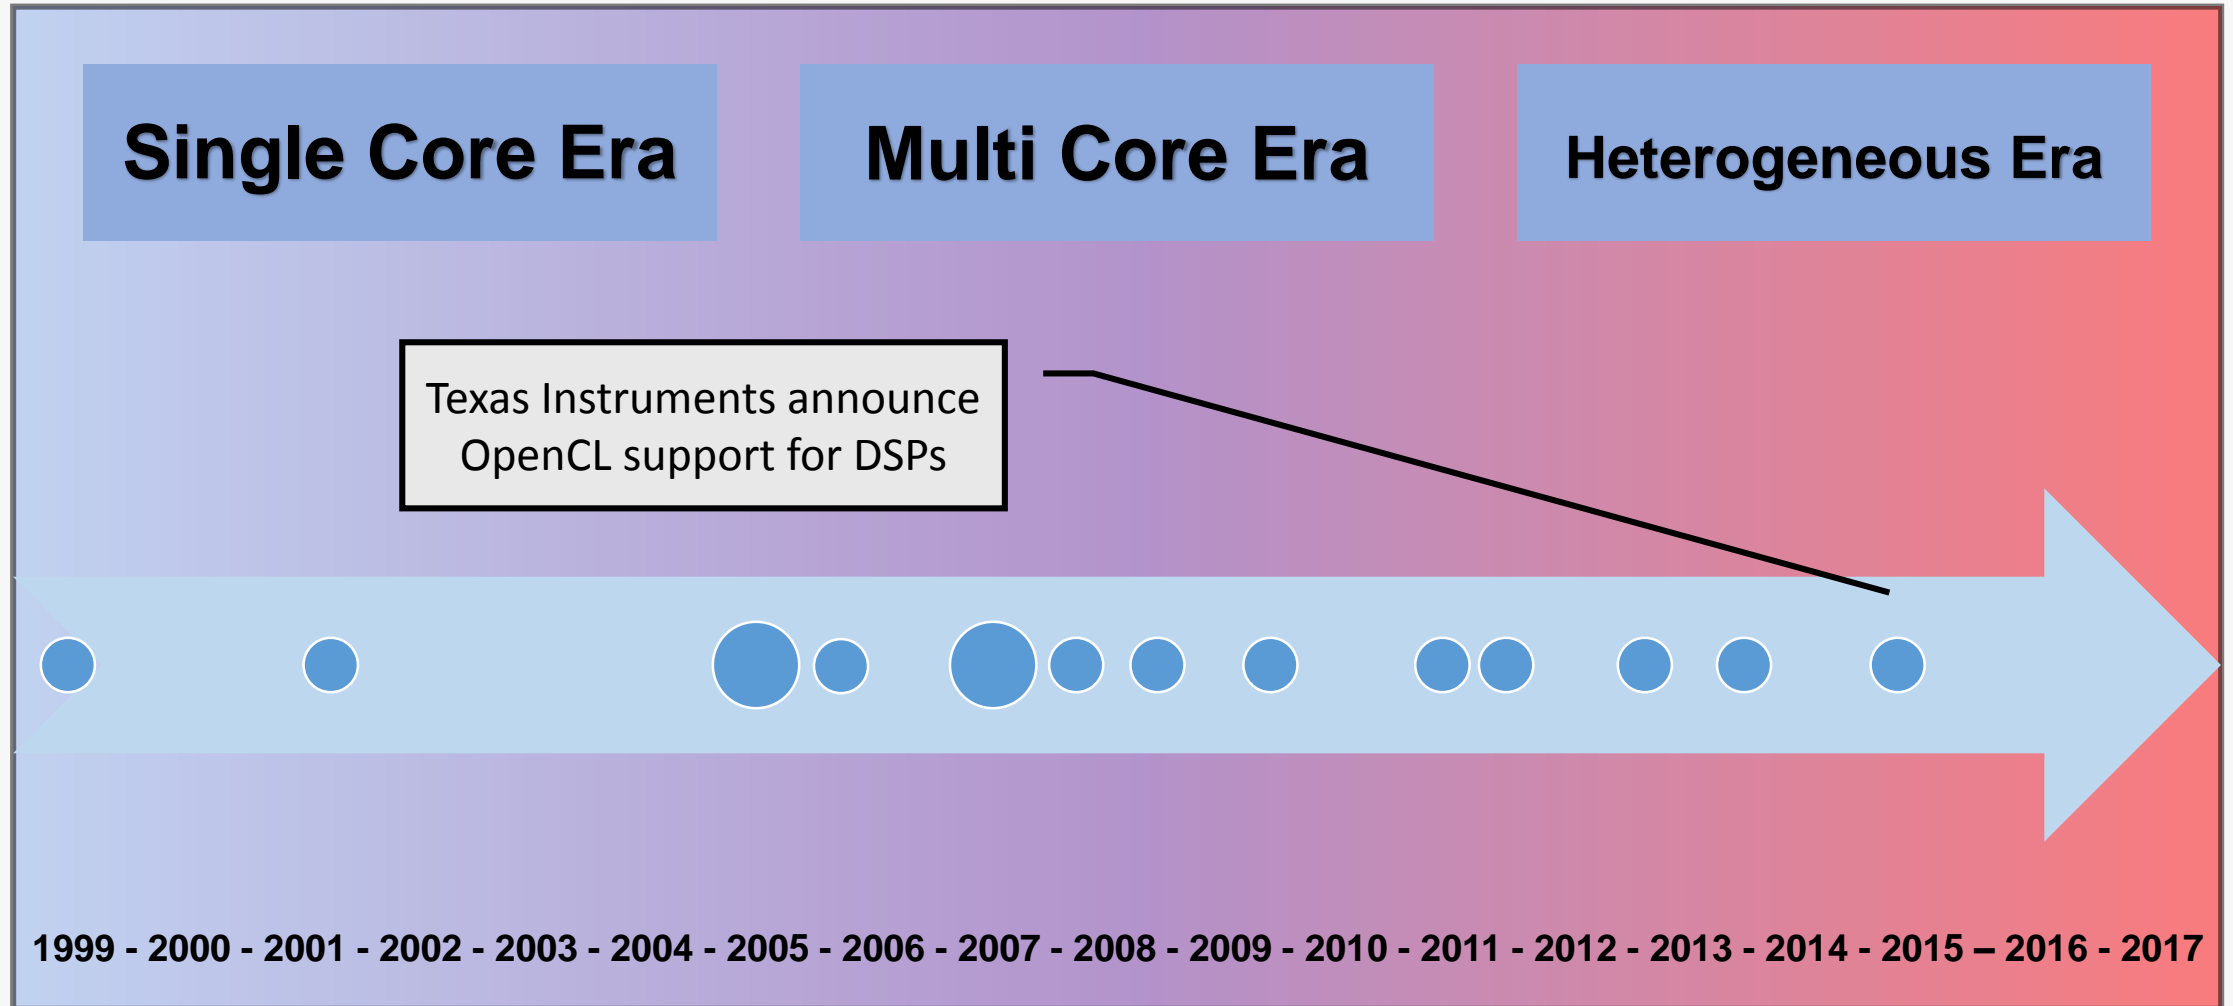 Single Core Era
Multi Core Era
Heterogeneous Era
Texas Instruments announce
OpenCL support for DSPs
1999 - 2000 - 2001 - 2002 - 2003 - 2004 - 2005 - 2006 - 2007 - 2008 - 2009 - 2010 - 2011 - 2012 - 2013 - 2014 - 2015 – 2016 - 2017